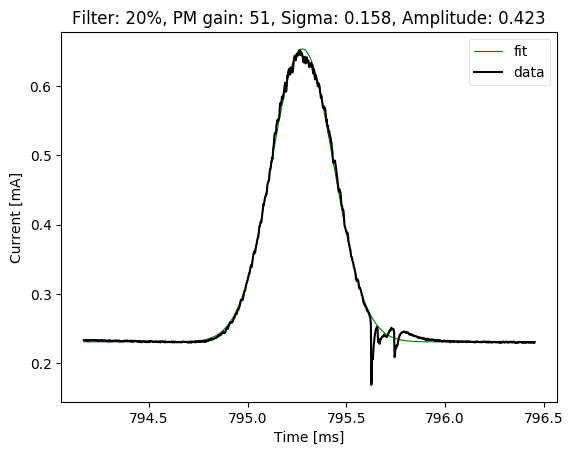 Filter: 20%, PM gain: 51, Sigma: 0.158, Amplitude: 0.423
fit
data
0.6
0.5
0.4
0.3
0.2
Current [mA]
794.5
795.0
795.5
796.0
796.5
Time [ms]